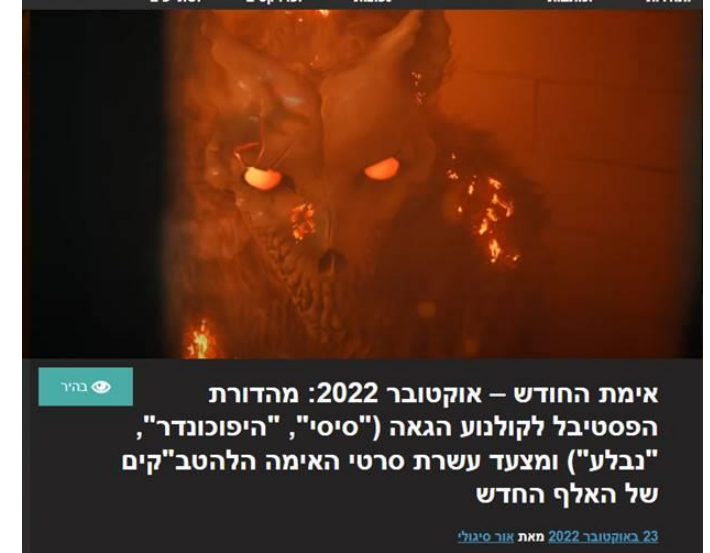 בהיר
אימת החודש – אוקטובר 2022: מהדורת
הפסטיבל לקולנוע הגאה ("סיסי", "היפוכונדר",
"נבלע") ומצעד עשרת סרטי האימה הלהטב"קים
של האלף החדש
23 באוקטובר 2022 מאת אור סיגולי